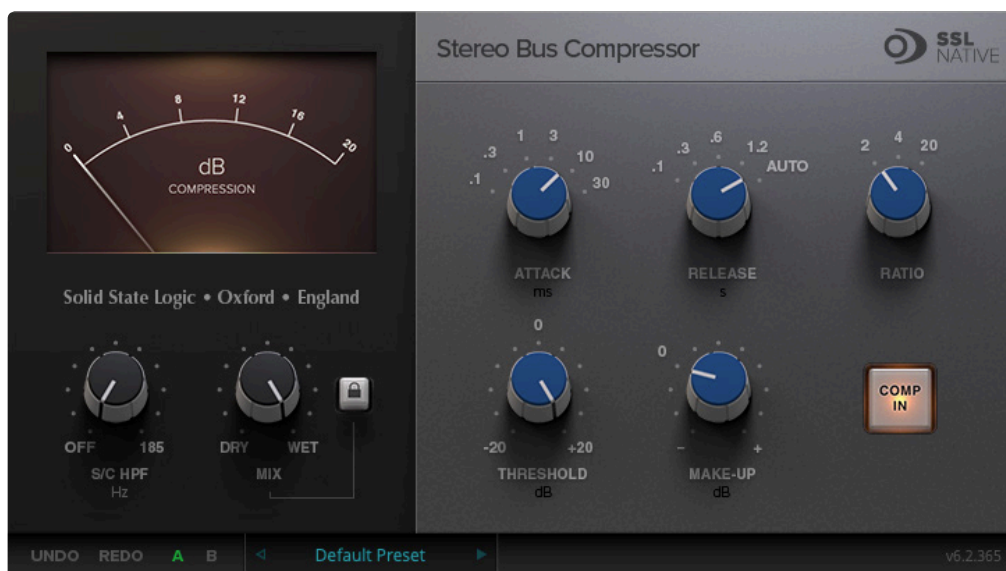 Stereo Bus Compressor
SSL
NATIVE
0 4 8 12 16 20
dB
COMPRESSION
Solid State Logic • Oxford • England
.1 .3 1 3 10 30
ATTACK
ms
.1 .3 .6 1.2 AUTO
RELEASE
s
2 4 20
RATIO
OFF 185
S/C HPF
Hz
DRY WET
MIX
0
-20 +20
THRESHOLD
dB
0
− +
MAKE-UP
dB
COMP
IN
UNDO REDO A B
Default Preset
v6.2.365